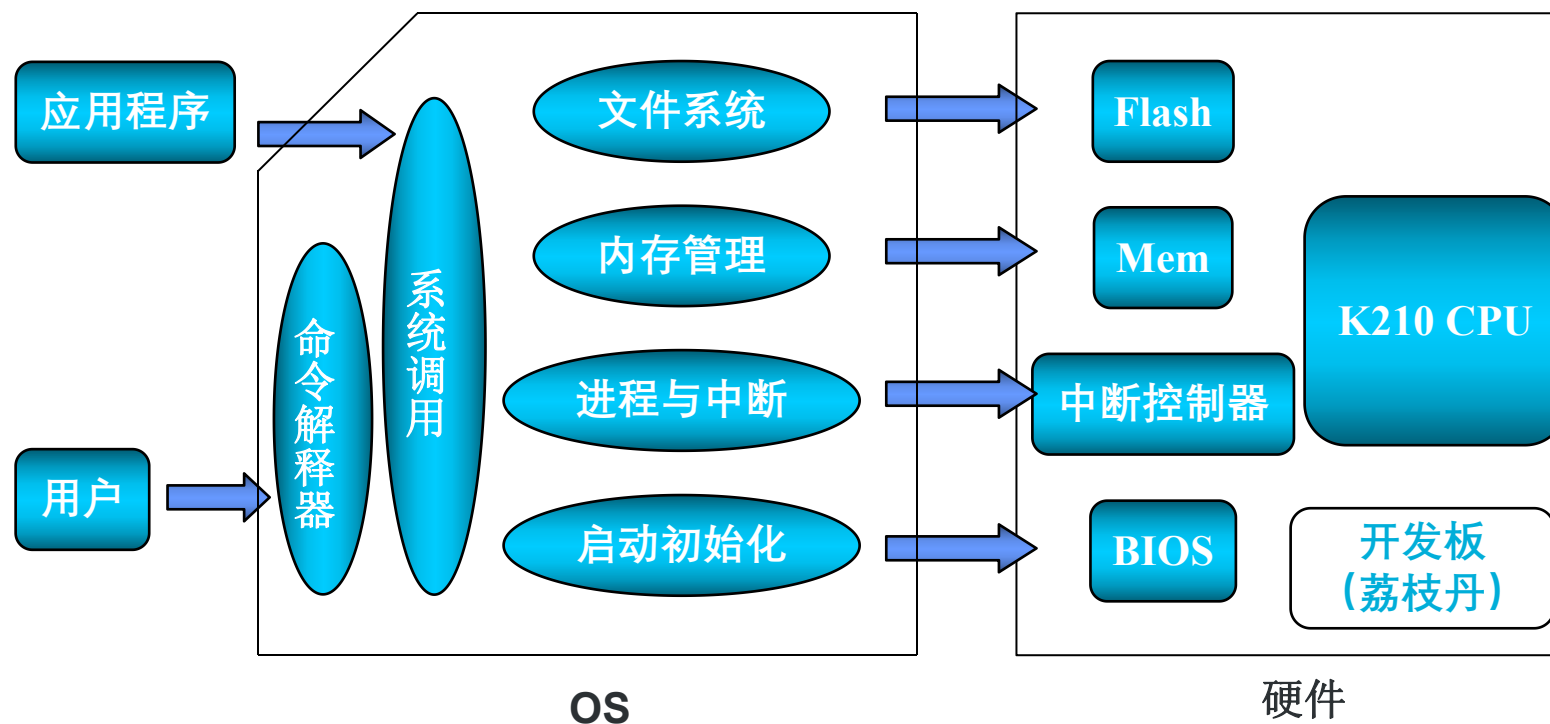 应用程序
用户
命令解释器
系统调用
文件系统
内存管理
进程与中断
启动初始化
OS
Flash
Mem
中断控制器
BIOS
K210 CPU
开发板
(荔枝丹)
硬件